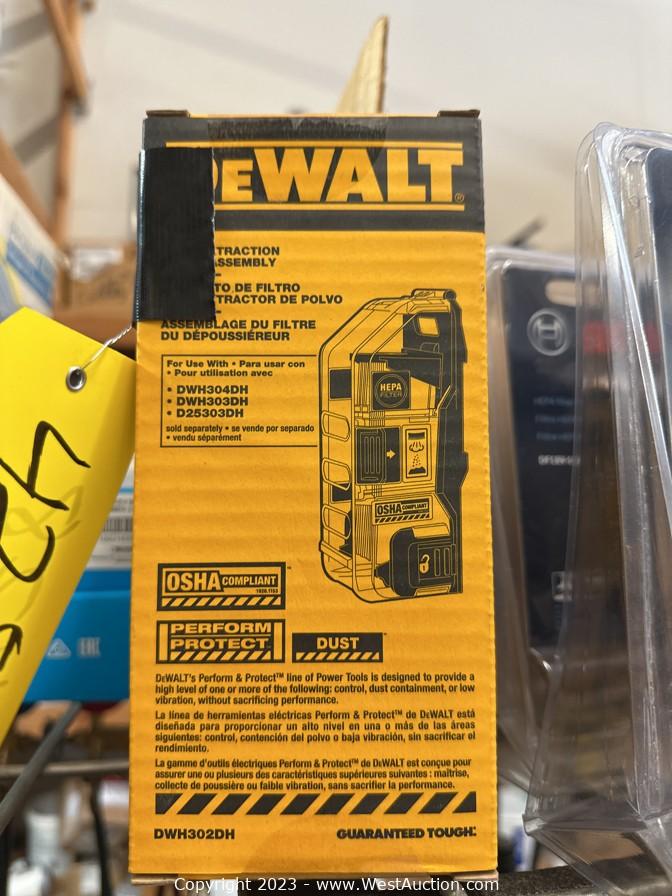 DEWALT®
TRACTION
ASSEMBLY
TO DE FILTRO
TRACTOR DE POLVO
ASSEMBLAGE DU FILTRE
DU DÉPOUSSIÉREUR
For Use With • Para usar con
• Pour utilisation avec
• DWH304DH
• DWH303DH
• D25303DH
sold separately • se vende por separado
• vendu séparément
HEPA
FILTER
OSHA COMPLIANT
OSHA COMPLIANT™
1926.1153
PERFORM
PROTECT™
DUST™
DEWALT's Perform & Protect™ line of Power Tools is designed to provide a
high level of one or more of the following: control, dust containment, or low
vibration, without sacrificing performance.
La línea de herramientas eléctricas Perform & Protect™ de DEWALT está
diseñada para proporcionar un alto nivel en una o más de las áreas
siguientes: control, contención del polvo o baja vibración, sin sacrificar el
rendimiento.
La gamme d'outils électriques Perform & Protect™ de DEWALT est conçue pour
assurer une ou plusieurs des caractéristiques supérieures suivantes : maîtrise,
collecte de poussière ou faible vibration, sans sacrifier la performance.
DWH302DH
GUARANTEED TOUGH.®
Copyright 2023 - www.WestAuction.com